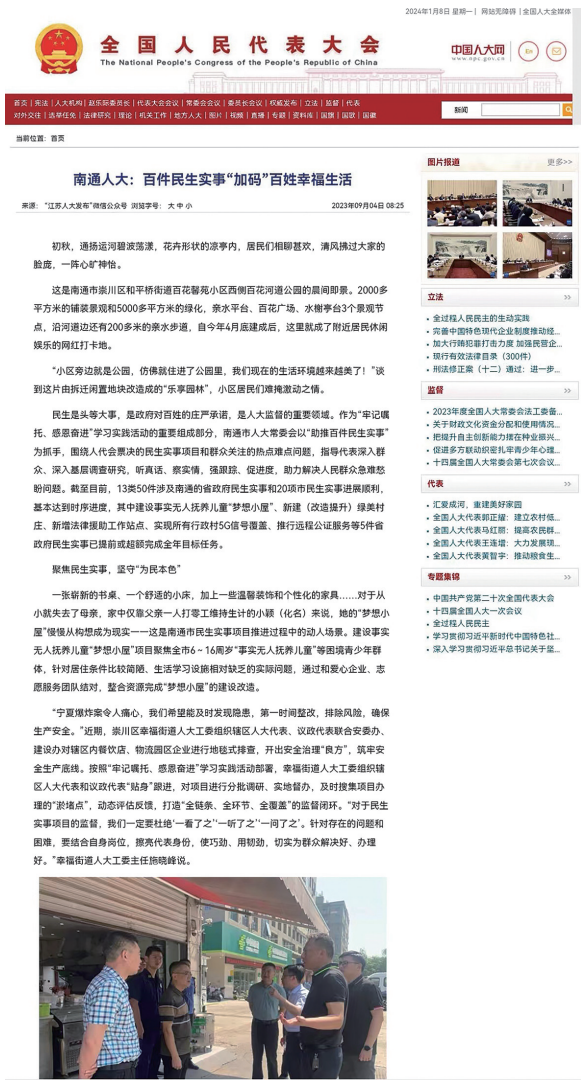 2024年1月8日 星期一 | 网站无障碍 | 全国人大全媒体
全国人民代表大会
The National People's Congress of the People's Republic of China
中国人大网
www.npc.gov.cn
首页 | 宪法 | 人大机构 | 赵乐际委员长 | 代表大会会议 | 常委会会议 | 委员长会议 | 权威发布 | 立法 | 监督 | 代表
对外交往 | 选举任免 | 法律研究 | 理论 | 机关工作 | 地方人大 | 图片 | 视频 | 直播 | 专题 | 资料库 | 国旗 | 国歌 | 国徽
新闻
当前位置：首页
南通人大：百件民生实事“加码”百姓幸福生活
来源： “江苏人大发布”微信公众号 浏览字号： 大 中 小
2023年09月04日 08:25
初秋，通扬运河碧波荡漾，花卉形状的凉亭内，居民们相聊甚欢，清风拂过大家的
脸庞，一阵心旷神怡。
这是南通市崇川区和平桥街道百花馨苑小区西侧百花河道公园的晨间即景。2000多
平方米的铺装景观和5000多平方米的绿化，亲水平台、百花广场、水榭亭台3个景观节
点，沿河道边还有200多米的亲水步道，自今年4月底建成后，这里就成了附近居民休闲
娱乐的网红打卡地。
“小区旁边就是公园，仿佛就住进了公园里，我们现在的生活环境越来越美了！”谈
到这片由拆迁闲置地块改造成的“乐享园林”，小区居民们难掩激动之情。
民生是头等大事，是政府对百姓的庄严承诺，是人大监督的重要领域。作为“牢记嘱
托、感恩奋进”学习实践活动的重要组成部分，南通市人大常委会以“助推百件民生实事”
为抓手，围绕人代会票决的民生实事项目和群众关注的热点难点问题，指导代表深入群
众、深入基层调查研究，听真话、察实情，强跟踪、促进度，助力解决人民群众急难愁
盼问题。截至目前，13类50件涉及南通的省政府民生实事和20项市民生实事进展顺利，
基本达到时序进度，其中建设事实无人抚养儿童“梦想小屋”、新建（改造提升）绿美村
庄、新增法律援助工作站点、实现所有行政村5G信号覆盖、推行远程公证服务等5件省
政府民生实事已提前或超额完成全年目标任务。
聚焦民生实事，坚守“为民本色”
一张崭新的书桌、一个舒适的小床，加上一些温馨装饰和个性化的家具……对于从
小就失去了母亲，家中仅靠父亲一人打零工维持生计的小颖（化名）来说，她的“梦想小
屋”慢慢从构想成为现实一一这是南通市民生实事项目推进过程中的动人场景。建设事实
无人抚养儿童“梦想小屋”项目聚焦全市6～16周岁“事实无人抚养儿童”等困境青少年群
体，针对居住条件比较简陋、生活学习设施相对缺乏的实际问题，通过和爱心企业、志
愿服务团队结对，整合资源完成“梦想小屋”的建设改造。
“宁夏爆炸案令人痛心，我们希望能及时发现隐患，第一时间整改，排除风险，确保
生产安全。”近期，崇川区幸福街道人大工委组织辖区人大代表、议政代表联合安委办、
建设办对辖区内餐饮店、物流园区企业进行地毯式排查，开出安全治理“良方”，筑牢安
全生产底线。按照“牢记嘱托、感恩奋进”学习实践活动部署，幸福街道人大工委组织辖
区人大代表和议政代表“贴身”跟进，对项目进行分批调研、实地督办，及时搜集项目办
理的“淤堵点”，动态评估反馈，打造“全链条、全环节、全覆盖”的监督闭环。“对于民生
实事项目的监督，我们一定要杜绝‘一看了之’‘一听了之’‘一问了之’。针对存在的问题和
困难，要结合自身岗位，擦亮代表身份，使巧劲、用韧劲，切实为群众解决好、办理
好。”幸福街道人大工委主任施晓峰说。
图片报道
更多>>
立法
全过程人民民主的生动实践
完善中国特色现代企业制度推动经...
加大行贿犯罪打击力度 加强民营企...
现行有效法律目录（300件）
刑法修正案（十二）通过：进一步...
监督
2023年度全国人大常委会法工委备...
关于财政文化资金分配和使用情况...
把提升自主创新能力摆在种业振兴...
促进多方联动织密扎牢青少年心理...
十四届全国人大常委会第七次会议...
代表
汇爱成河，重建美好家园
全国人大代表郭正耀：建立农村低...
全国人大代表马红丽：提高农民群...
全国人大代表王连增：大力发展现...
全国人大代表黄智宇：推动粮食生...
专题集锦
中国共产党第二十次全国代表大会
十四届全国人大一次会议
全过程人民民主
学习贯彻习近平新时代中国特色社...
深入学习贯彻习近平总书记关于坚...